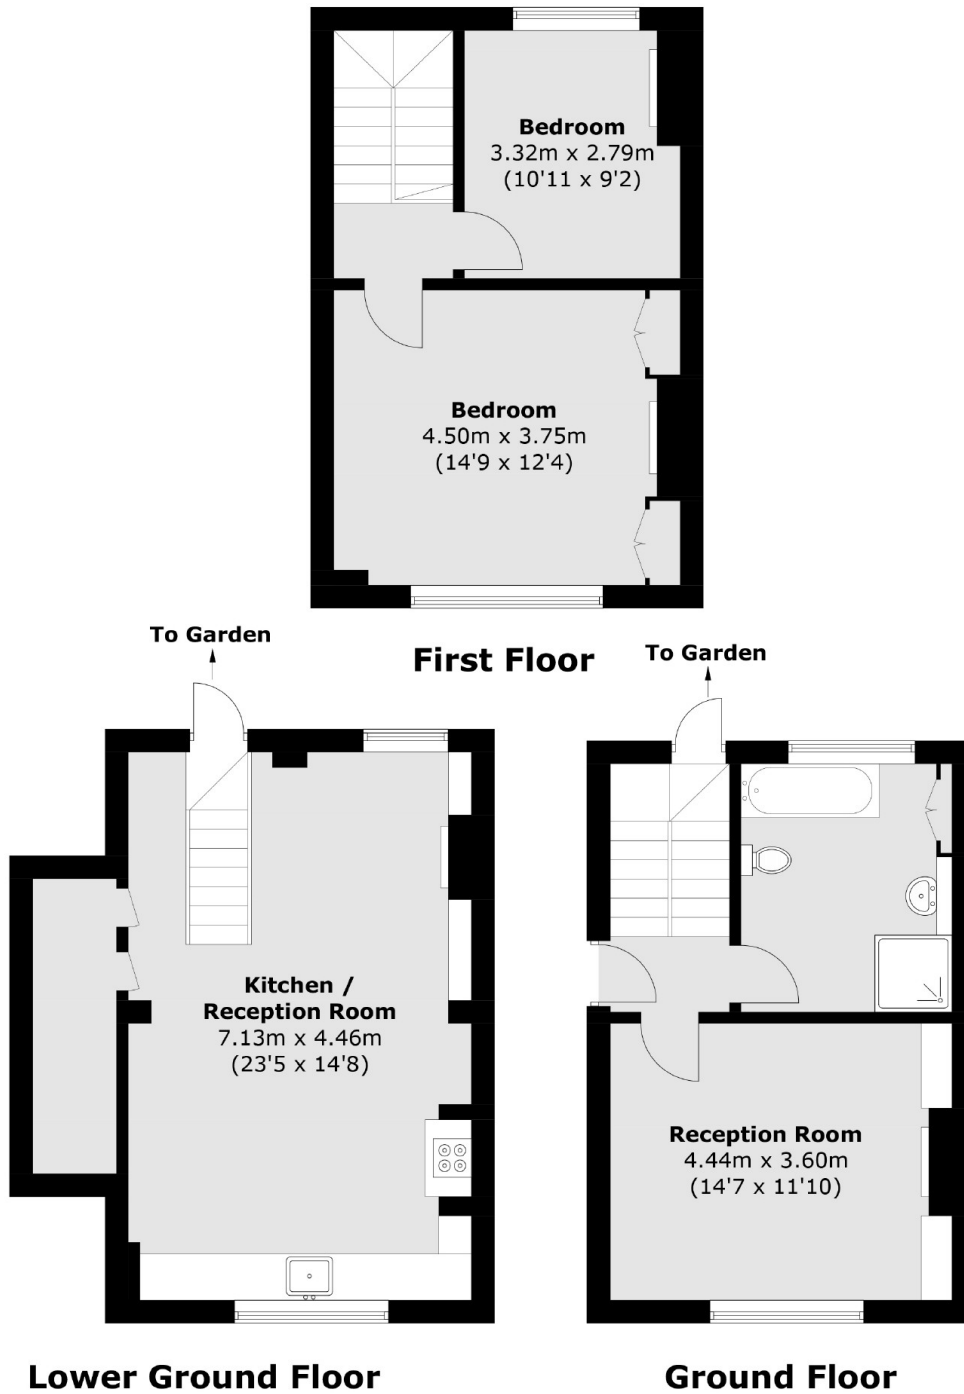 Bedroom
3.32m x 2.79m
(10'11 x 9'2)
Bedroom
4.50m x 3.75m
(14'9 x 12'4)
First Floor
To Garden
Kitchen /
Reception Room
7.13m x 4.46m
(23'5 x 14'8)
Lower Ground Floor
To Garden
Reception Room
4.44m x 3.60m
(14'7 x 11'10)
Ground Floor